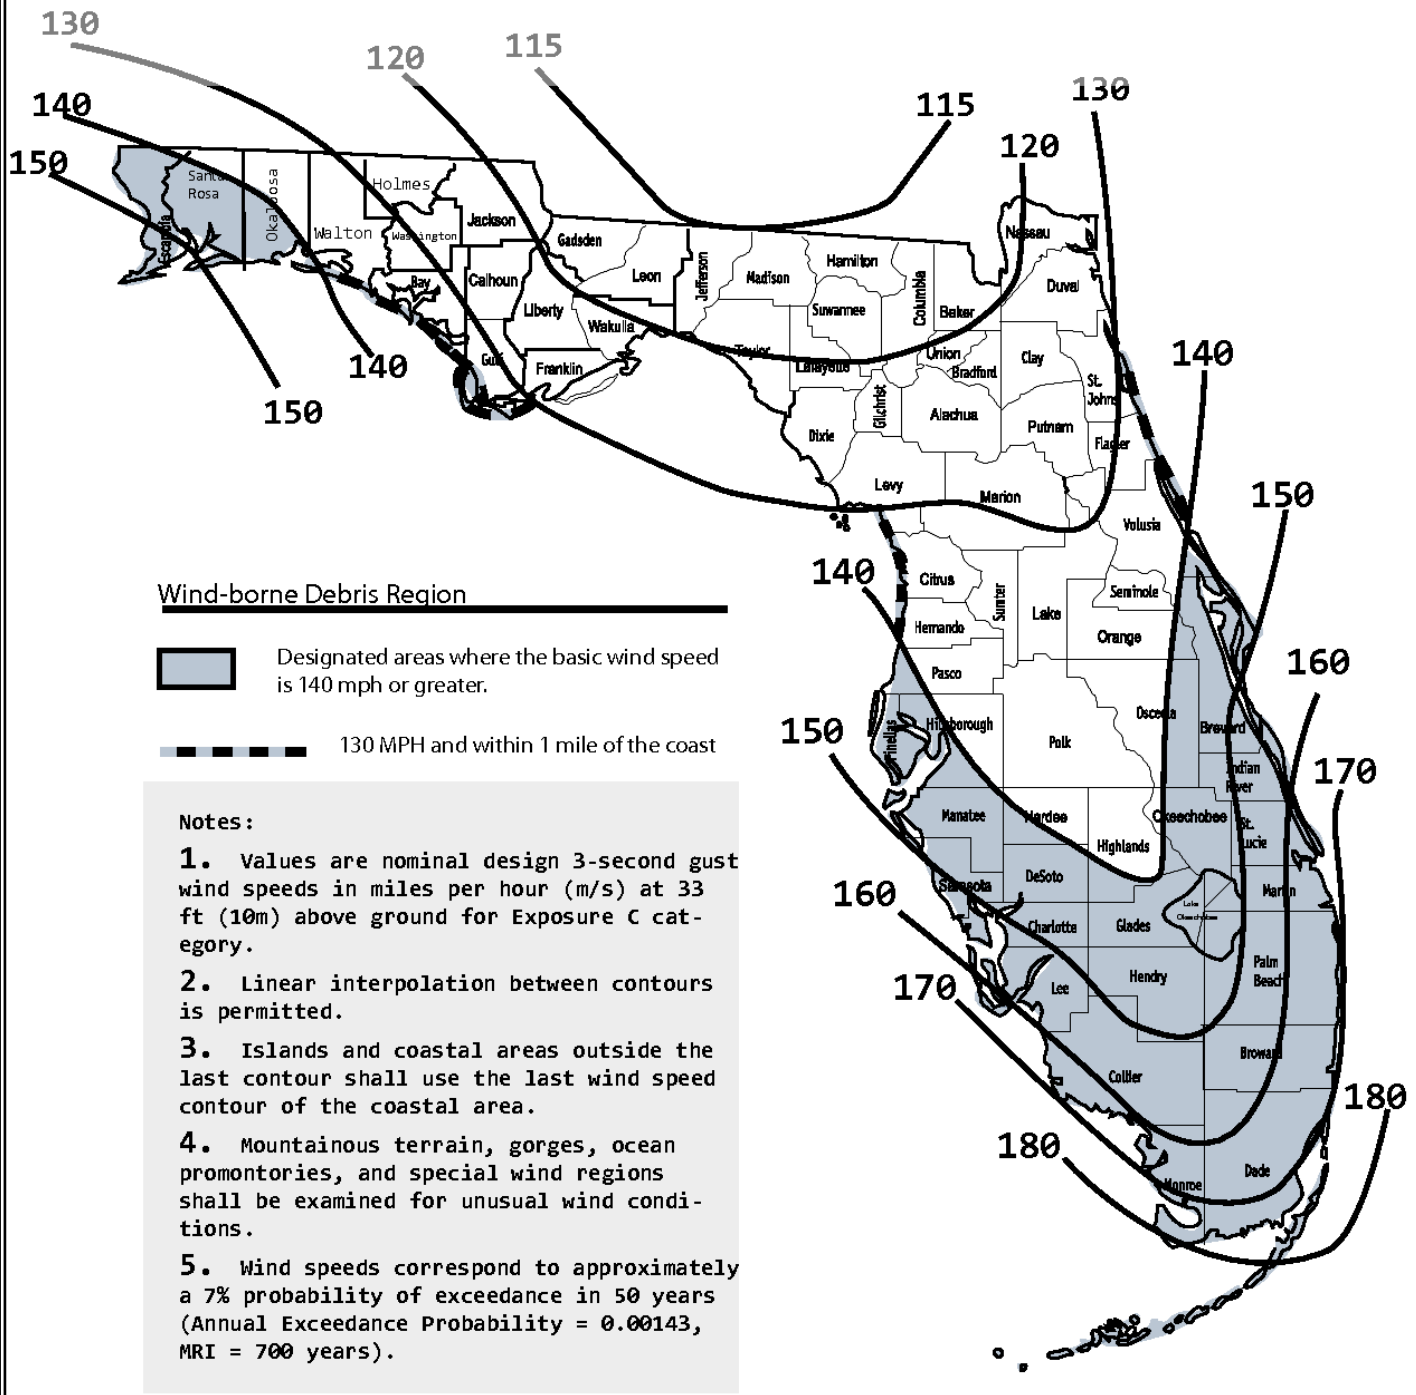 130
120
115
140
115
130
150
120
Santa
Rosa
Okaloosa
Holmes
Escambia
Walton
Washington
Jackson
Gadsden
Nassau
Leon
Jefferson
Madison
Hamilton
Columbia
Bay
Calhoun
Liberty
Wakulla
Suwannee
Baker
Duval
Taylor
Lafayette
Union
Bradford
Clay
140
140
150
Gulf
Franklin
St.
Johns
Gilchrist
Alachua
Putnam
Flagler
Dixie
Levy
Marion
150
Volusia
140
Citrus
Sumter
Lake
Seminole
Hernando
Orange
160
Pasco
Osceola
Hillsborough
Pinellas
Polk
Brevard
150
Indian
River
170
Manatee
Hardee
Okeechobee
St.
Lucie
Highlands
DeSoto
Sarasota
Martin
160
Lake
Okeechobee
Charlotte
Glades
Palm
Beach
Hendry
Lee
170
Broward
Collier
180
180
Dade
Monroe
Wind-borne Debris Region
Designated areas where the basic wind speed
is 140 mph or greater.
130 MPH and within 1 mile of the coast
Notes:
1. Values are nominal design 3-second gust
wind speeds in miles per hour (m/s) at 33
ft (10m) above ground for Exposure C cat-
egory.
2. Linear interpolation between contours
is permitted.
3. Islands and coastal areas outside the
last contour shall use the last wind speed
contour of the coastal area.
4. Mountainous terrain, gorges, ocean
promontories, and special wind regions
shall be examined for unusual wind condi-
tions.
5. Wind speeds correspond to approximately
a 7% probability of exceedance in 50 years
(Annual Exceedance Probability = 0.00143,
MRI = 700 years).